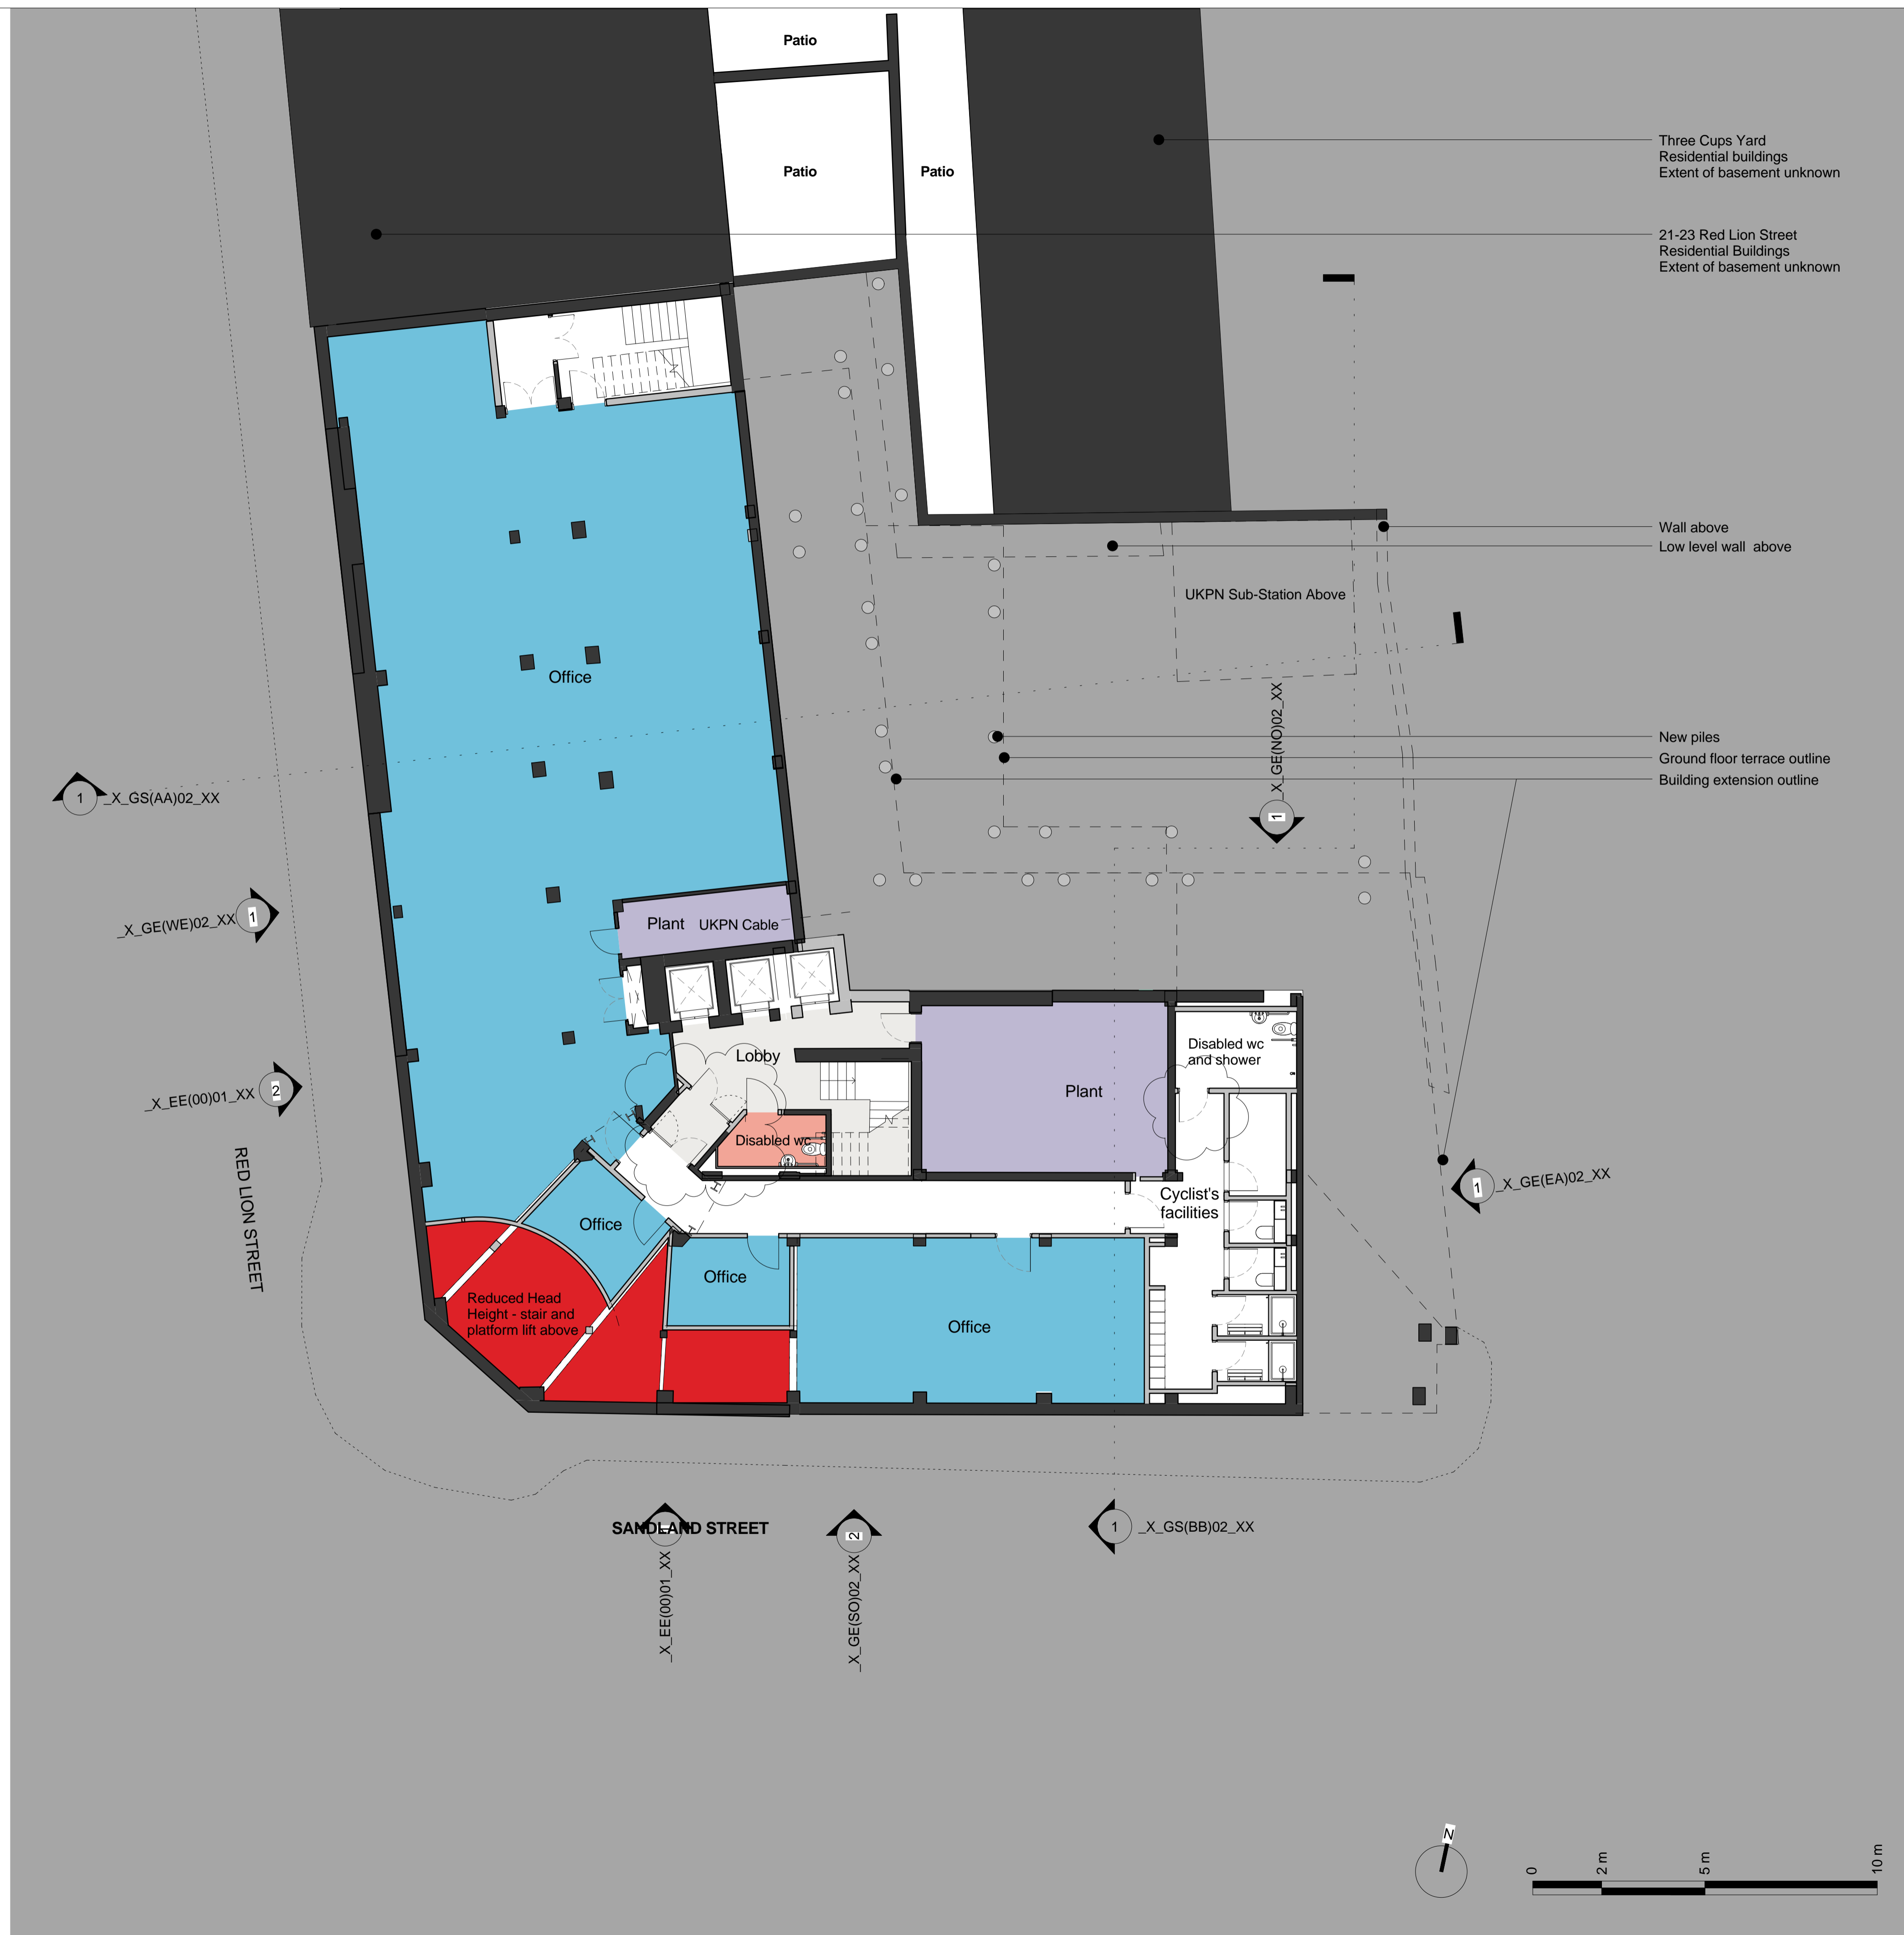 Patio
Three Cups Yard
Residential buildings
Extent of basement unknown
Patio
Patio
21-23 Red Lion Street
Residential Buildings
Extent of basement unknown
Wall above
Low level wall above
UKPN Sub-Station Above
Office
New piles
Ground floor terrace outline
Building extension outline
_X_GE(NO)02_XX
1
1
_X_GS(AA)02_XX
_X_GE(WE)02_XX
1
Plant
UKPN Cable
Lobby
Disabled wc
and shower
Plant
_X_EE(00)01_XX
2
Disabled wc
RED LION STREET
Cyclist's
facilities
1
_X_GE(EA)02_XX
Office
Office
Reduced Head
Height - stair and
platform lift above
Office
SANDLAND STREET
1
_X_EE(00)01_XX
2
_X_GE(SO)02_XX
1
_X_GS(BB)02_XX
N
0
2 m
5 m
10 m